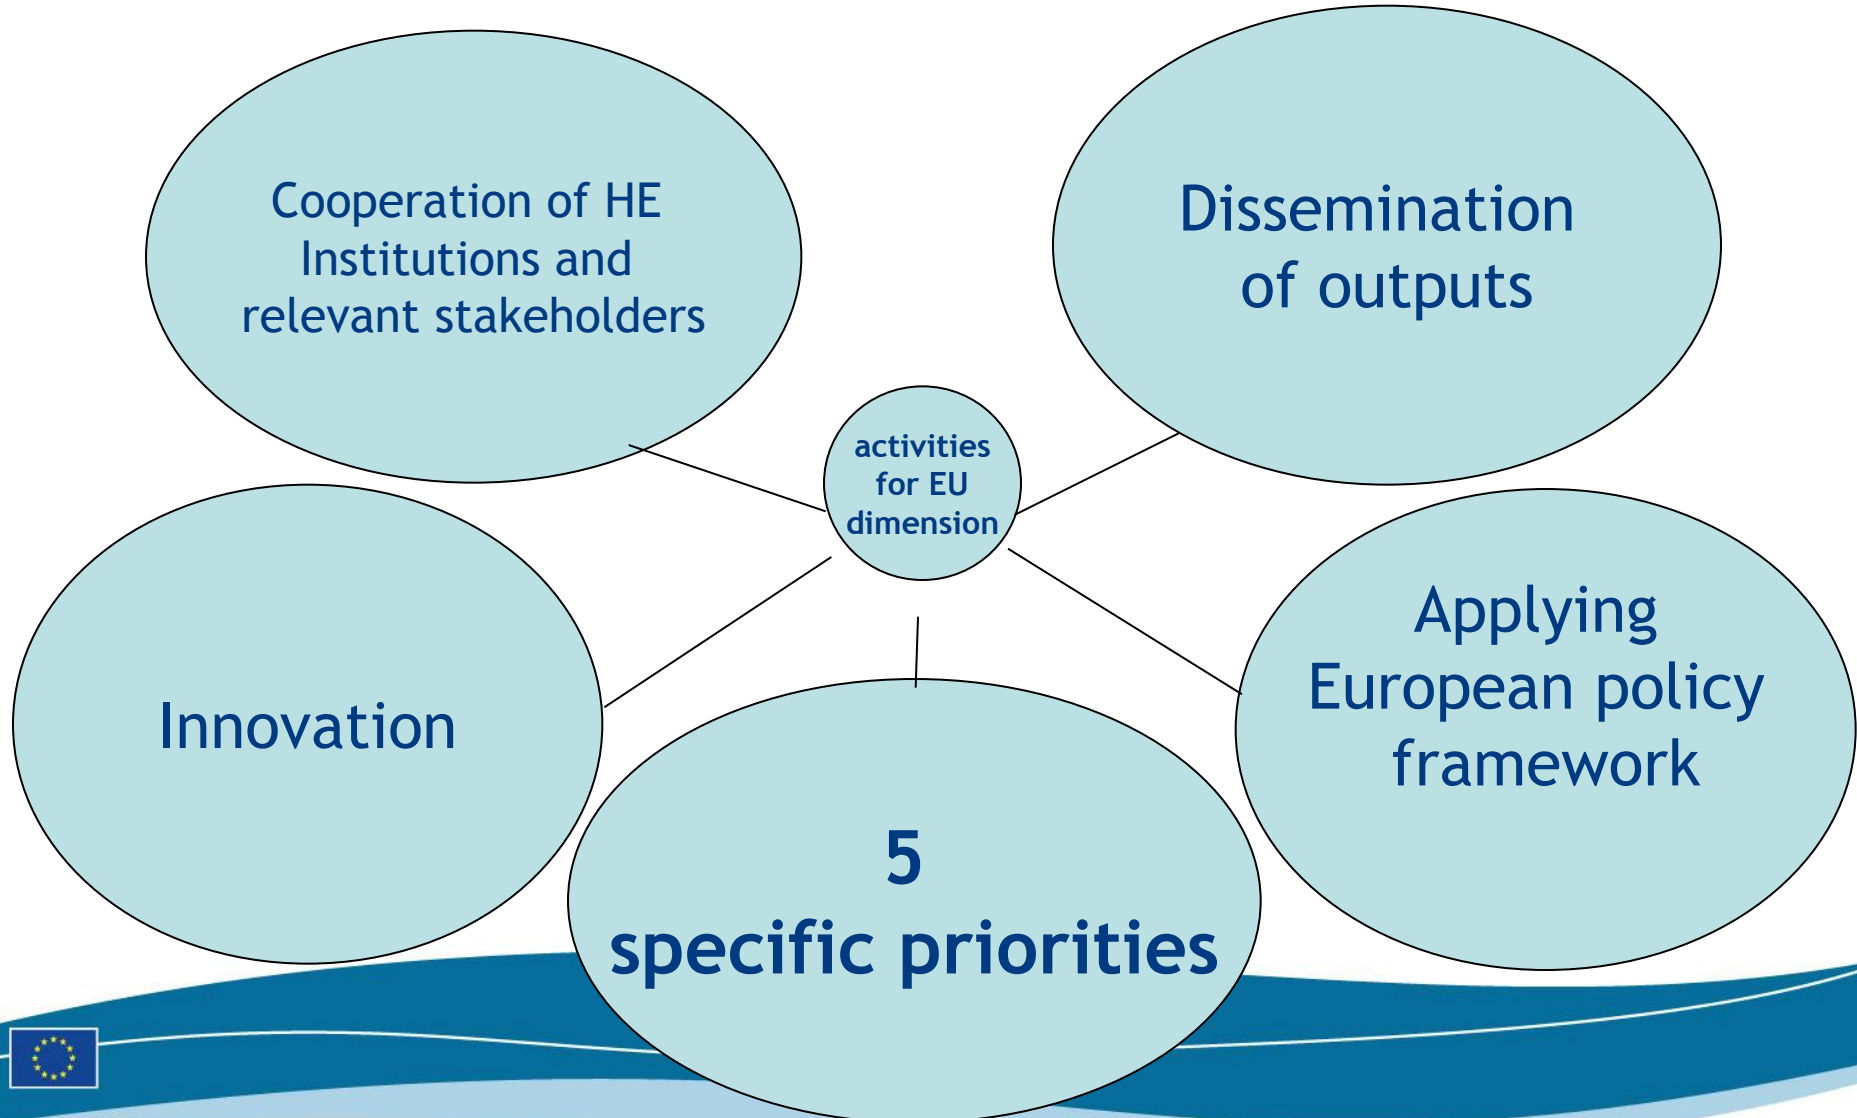 Cooperation of HE
Institutions and
relevant stakeholders
Dissemination
of outputs
activities
for EU
dimension
Innovation
Applying
European policy
framework
5
specific priorities